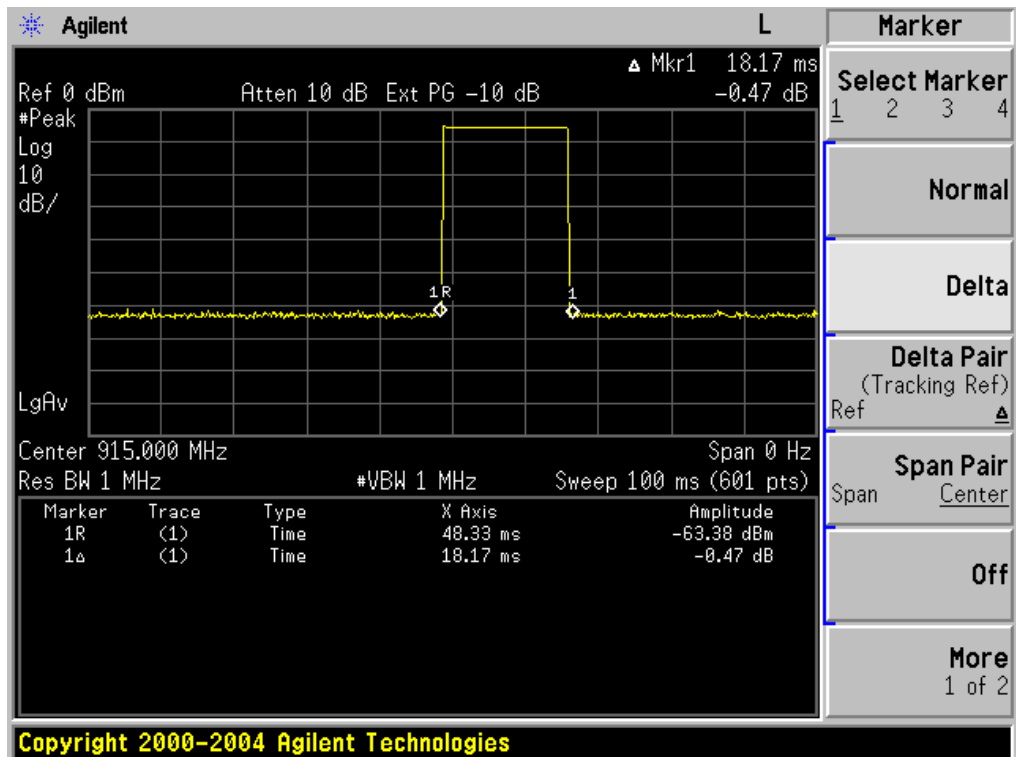 Agilent L
Marker
▵ Mkr1 18.17 ms
Ref 0 dBm Atten 10 dB Ext PG −10 dB −0.47 dB
#Peak
Log
10
dB/
1R 1
LgAv
Center 915.000 MHz Span 0 Hz
Res BW 1 MHz #VBW 1 MHz Sweep 100 ms (601 pts)
Marker Trace Type X Axis Amplitude
1R (1) Time 48.33 ms −63.38 dBm
1▵ (1) Time 18.17 ms −0.47 dB
Select Marker
1 2 3 4
Normal
Delta
Delta Pair
(Tracking Ref)
Ref ▵
Span Pair
Span Center
Off
More
1 of 2
Copyright 2000–2004 Agilent Technologies